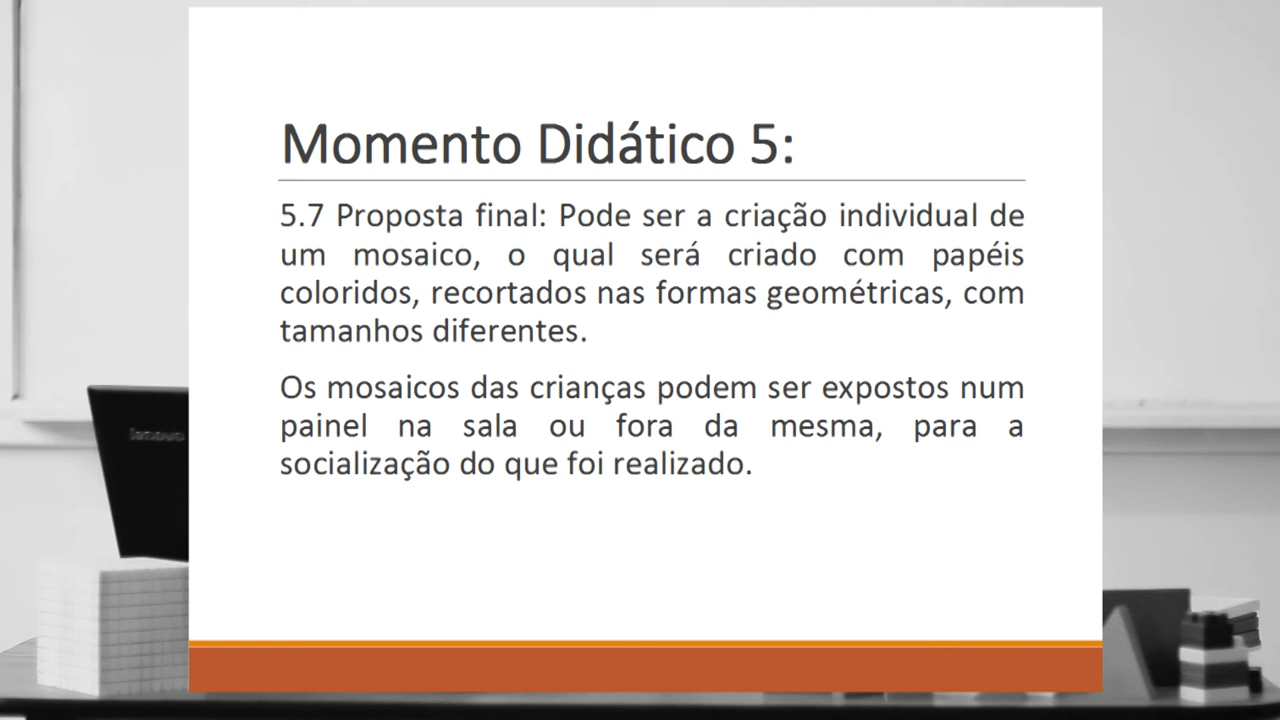 Momento Didático 5:
5.7 Proposta final: Pode ser a criação individual de
um mosaico, o qual será criado com papéis
coloridos, recortados nas formas geométricas, com
tamanhos diferentes.
Os mosaicos das crianças podem ser expostos num
painel na sala ou fora da mesma, para a
socialização do que foi realizado.
lenovo